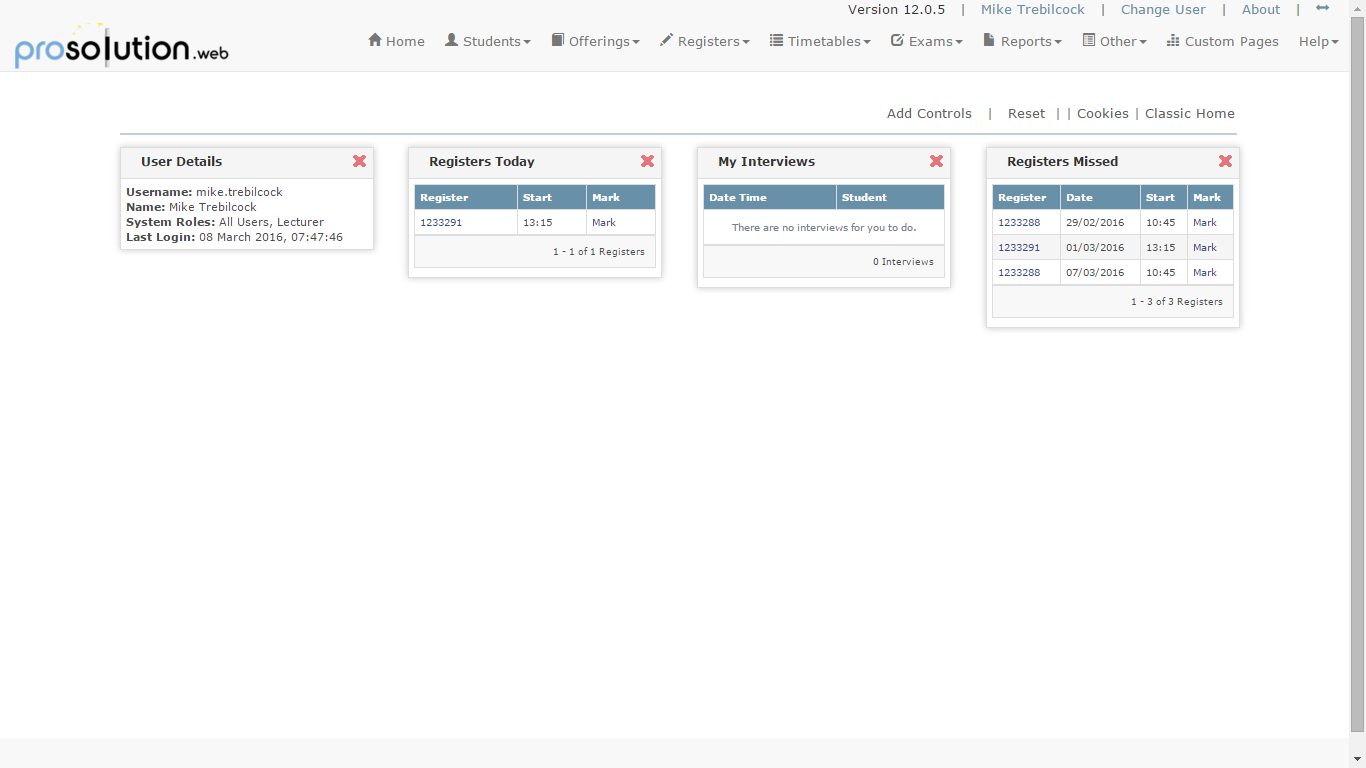 Version 12.0.5 | Mike Trebilcock | Change User | About |
prosolution.web
Home Students Offerings Registers Timetables Exams Reports Other Custom Pages Help
Add Controls | Reset | | Cookies | Classic Home
User Details
Username: mike.trebilcock
Name: Mike Trebilcock
System Roles: All Users, Lecturer
Last Login: 08 March 2016, 07:47:46
Registers Today
Register Start Mark
1233291 13:15 Mark
1 - 1 of 1 Registers
My Interviews
Date Time Student
There are no interviews for you to do.
0 Interviews
Registers Missed
Register Date Start Mark
1233288 29/02/2016 10:45 Mark
1233291 01/03/2016 13:15 Mark
1233288 07/03/2016 10:45 Mark
1 - 3 of 3 Registers